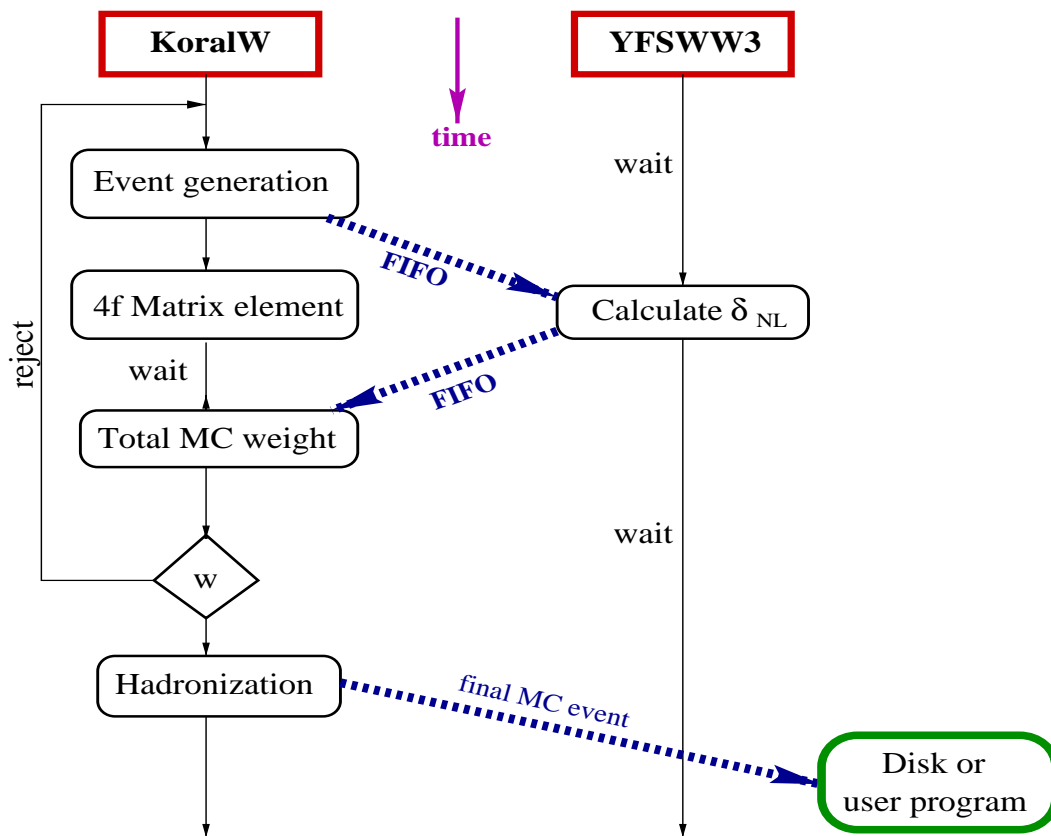 KoralW
YFSWW3
time
wait
Event generation
FIFO
4f Matrix element
Calculate δ NL
reject
wait
FIFO
Total MC weight
wait
w
Hadronization
final MC event
Disk or
user program